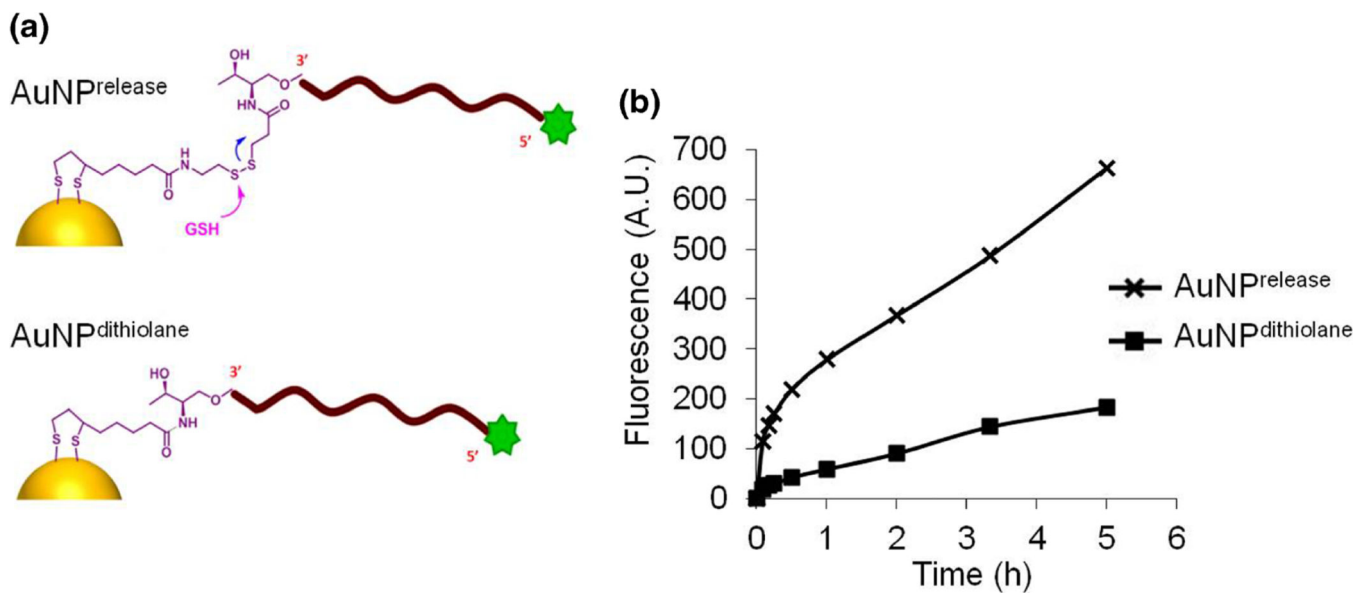 (a)
AuNPrelease
OH
3'
O
HN
O
5'
H
N
S
S
O
S
S
GSH
AuNPdithiolane
HO
3'
O
NH
O
S
S
5'
(b)
Fluorescence (A.U.)
700
600
500
400
300
200
100
0
0 1 2 3 4 5 6
Time (h)
AuNPrelease
AuNPdithiolane